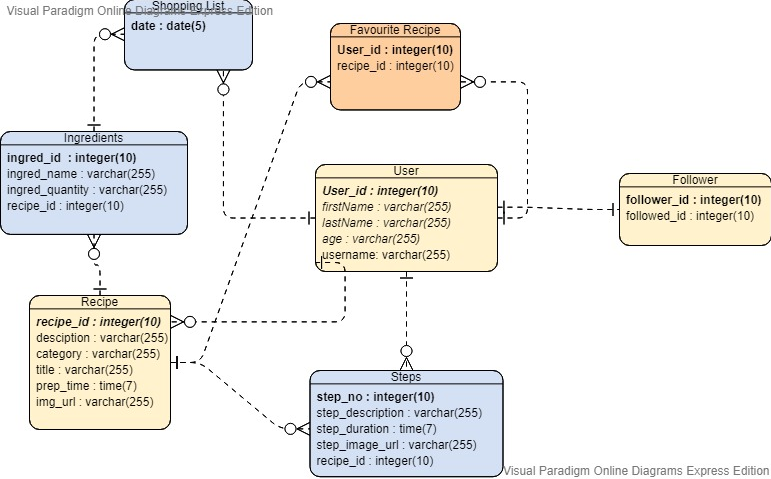 Visual Paradigm Online Diagrams Express Edition
Shopping List
date : date(5)
Favourite Recipe
User_id : integer(10)
recipe_id : integer(10)
Ingredients
ingred_id : integer(10)
ingred_name : varchar(255)
ingred_quantity : varchar(255)
recipe_id : integer(10)
User
User_id : integer(10)
firstName : varchar(255)
lastName : varchar(255)
age : varchar(255)
username: varchar(255)
Follower
follower_id : integer(10)
followed_id : integer(10)
Recipe
recipe_id : integer(10)
desciption : varchar(255)
category : varchar(255)
title : varchar(255)
prep_time : time(7)
img_url : varchar(255)
Steps
step_no : integer(10)
step_description : varchar(255)
step_duration : time(7)
step_image_url : varchar(255)
recipe_id : integer(10)
Visual Paradigm Online Diagrams Express Edition